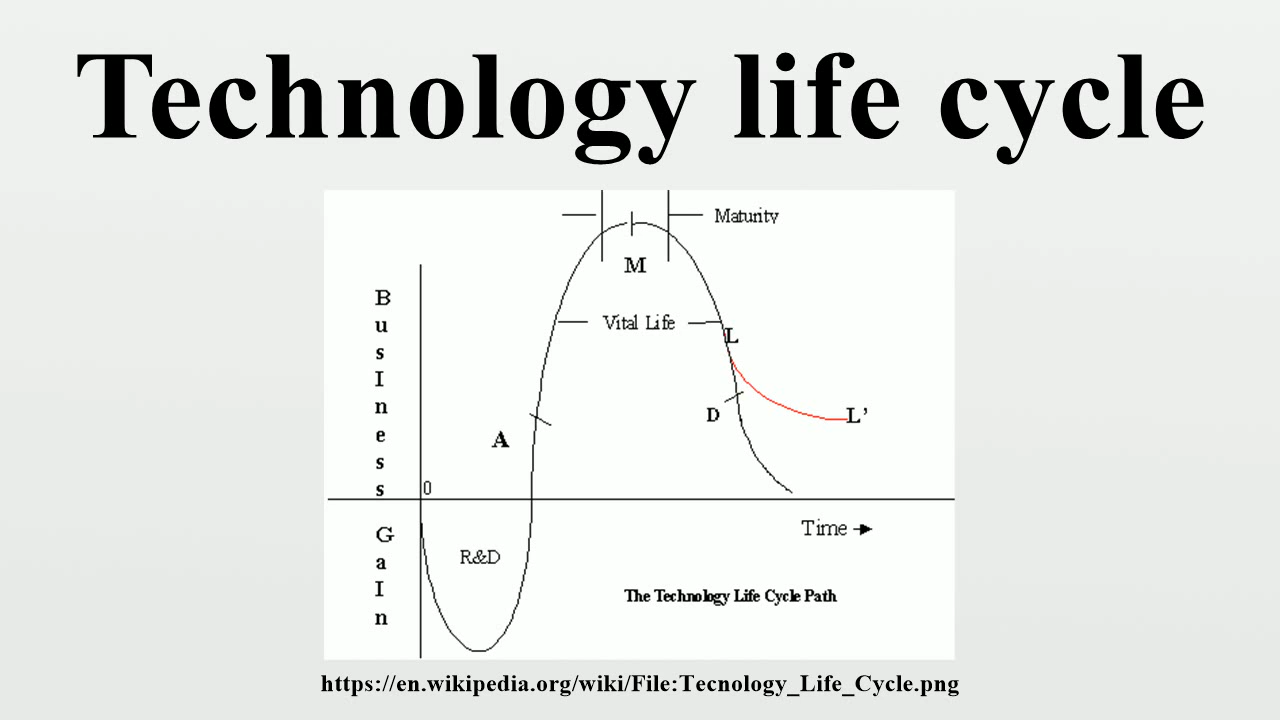 Technology life cycle
Maturity
M
B
u
s
I
n
e
s
s
Vital Life
L
D
L’
A
0
Time
G
a
I
n
R&D
The Technology Life Cycle Path
https://en.wikipedia.org/wiki/File:Tecnology_Life_Cycle.png